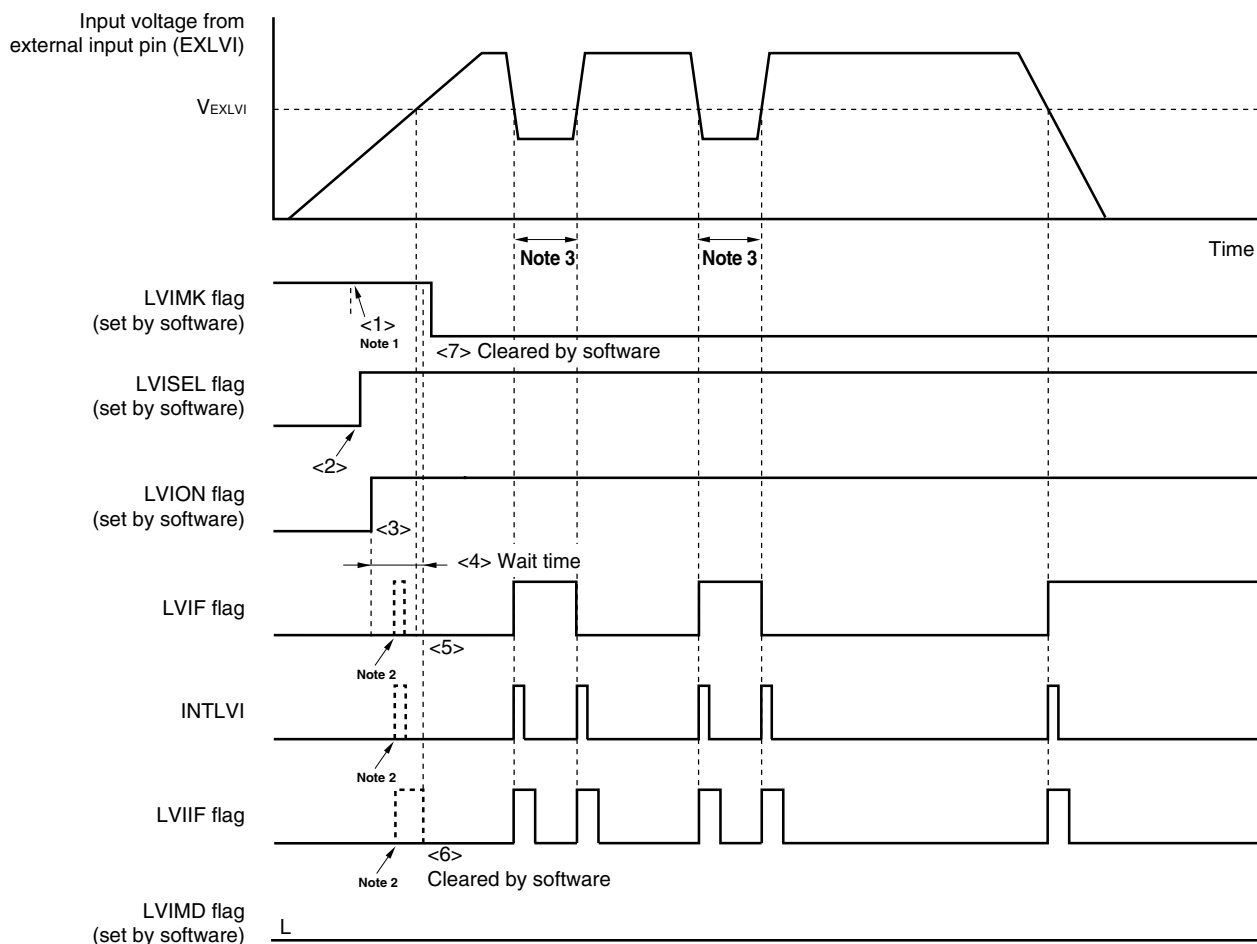 Input voltage from
external input pin (EXLVI)
VEXLVI
Note 3
Note 3
Time
LVIMK flag
(set by software)
<1>
Note 1
<7> Cleared by software
LVISEL flag
(set by software)
<2>
LVION flag
(set by software)
<3>
<4> Wait time
LVIF flag
<5>
Note 2
INTLVI
Note 2
LVIIF flag
<6>
Note 2
Cleared by software
LVIMD flag
(set by software)
L